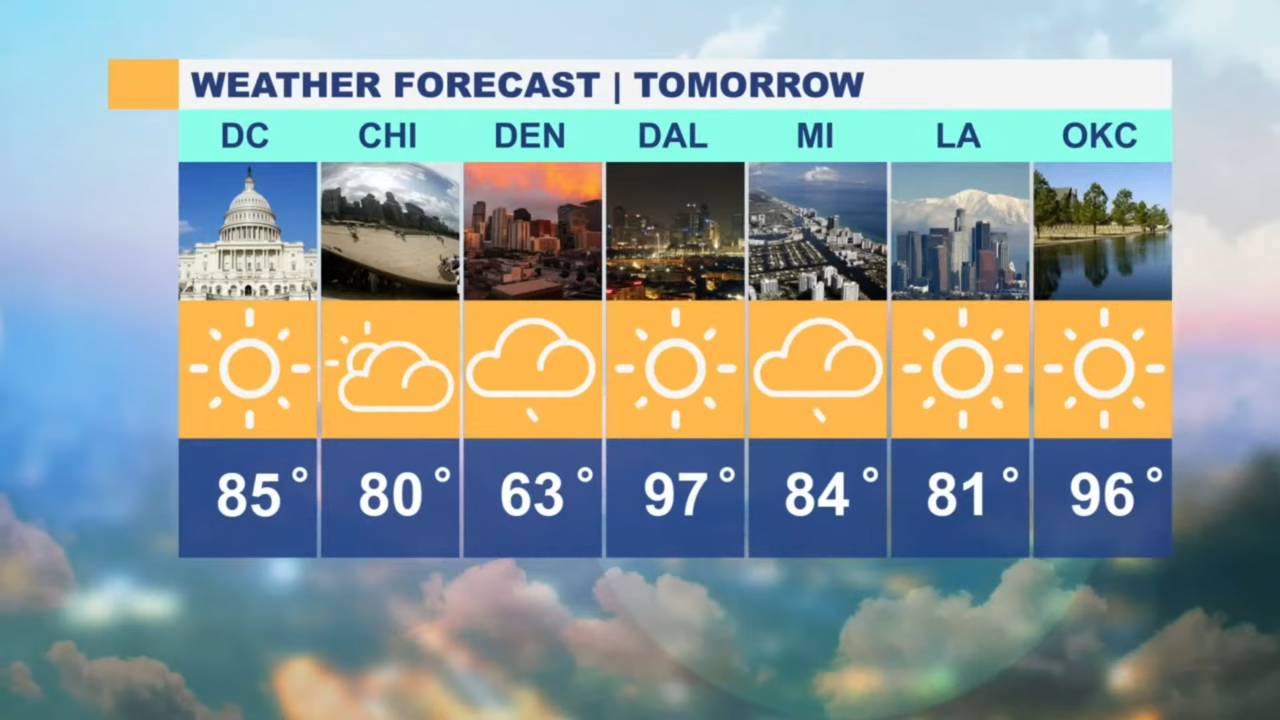 WEATHER FORECAST | TOMORROW
DC CHI DEN DAL MI LA OKC
85° 80° 63° 97° 84° 81° 96°